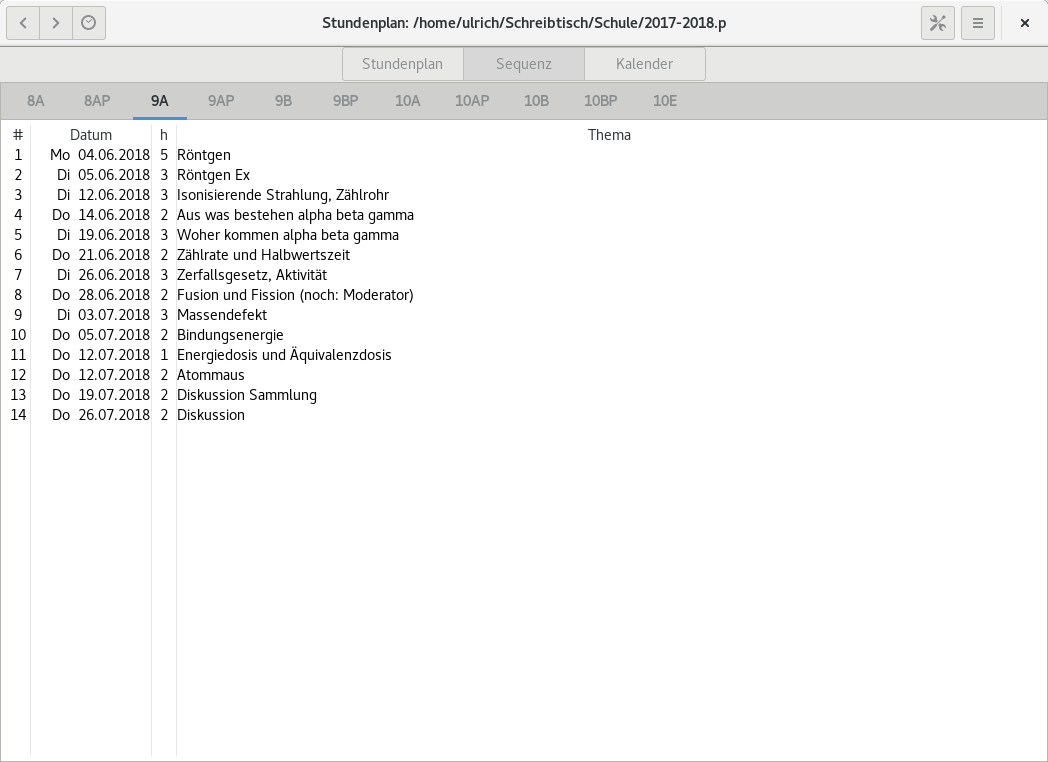 Stundenplan: /home/ulrich/Schreibtisch/Schule/2017-2018.p
Stundenplan Sequenz Kalender
8A 8AP 9A 9AP 9B 9BP 10A 10AP 10B 10BP 10E
# Datum h Thema
1 Mo 04.06.2018 5 Röntgen
2 Di 05.06.2018 3 Röntgen Ex
3 Di 12.06.2018 3 Isonisierende Strahlung, Zählrohr
4 Do 14.06.2018 2 Aus was bestehen alpha beta gamma
5 Di 19.06.2018 3 Woher kommen alpha beta gamma
6 Do 21.06.2018 2 Zählrate und Halbwertszeit
7 Di 26.06.2018 3 Zerfallsgesetz, Aktivität
8 Do 28.06.2018 2 Fusion und Fission (noch: Moderator)
9 Di 03.07.2018 3 Massendefekt
10 Do 05.07.2018 2 Bindungsenergie
11 Do 12.07.2018 1 Energiedosis und Äquivalenzdosis
12 Do 12.07.2018 2 Atommaus
13 Do 19.07.2018 2 Diskussion Sammlung
14 Do 26.07.2018 2 Diskussion